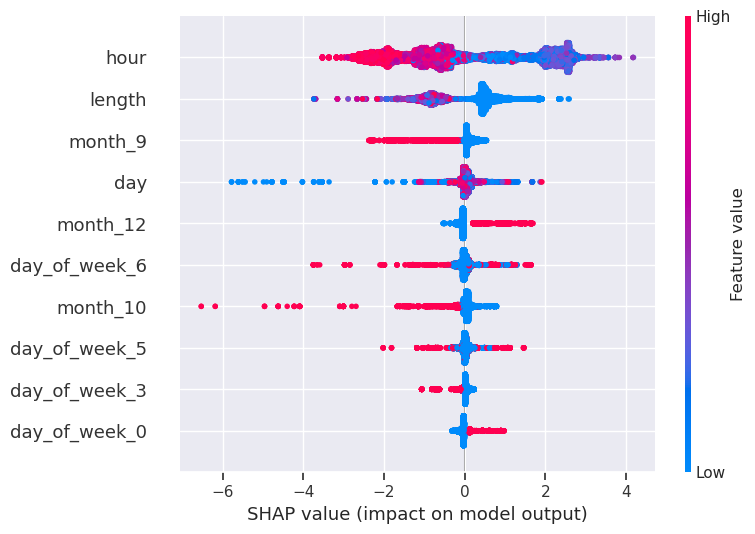 High
hour
length
month_9
day
month_12
day_of_week_6
month_10
day_of_week_5
day_of_week_3
day_of_week_0
Feature value
Low
−6 −4 −2 0 2 4
SHAP value (impact on model output)